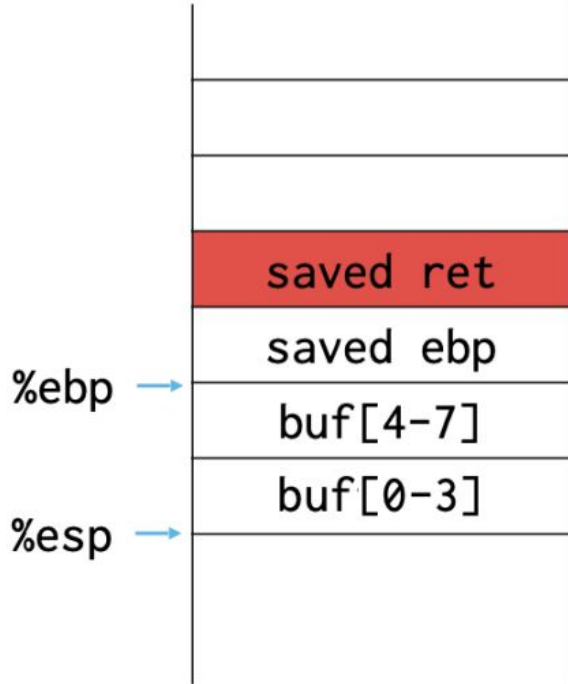 saved ret
saved ebp
%ebp
buf[4-7]
buf[0-3]
%esp